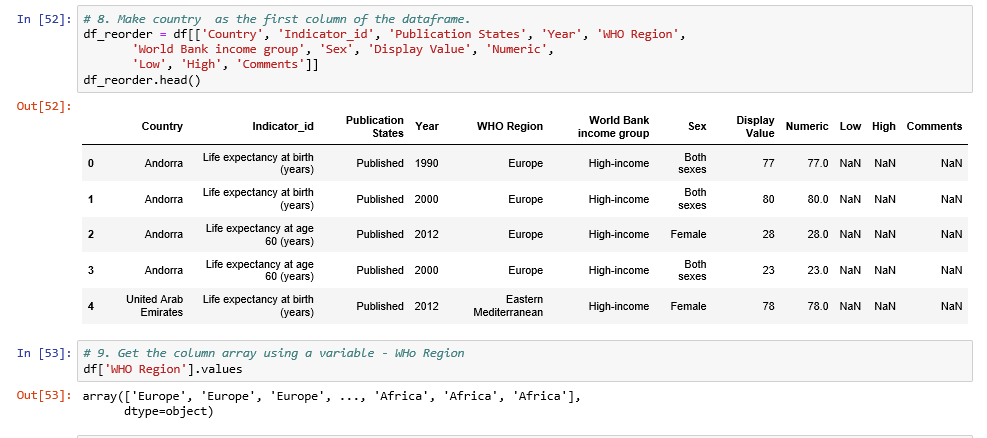 In [52]: # 8. Make country  as the first column of the dataframe.
df_reorder = df[['Country', 'Indicator_id', 'Publication States', 'Year', 'WHO Region',
'World Bank income group', 'Sex', 'Display Value', 'Numeric',
'Low', 'High', 'Comments']]
df_reorder.head()
Out[52]:
Country Indicator_id Publication States Year WHO Region World Bank income group Sex Display Value Numeric Low High Comments
0 Andorra Life expectancy at birth (years) Published 1990 Europe High-income Both sexes 77 77.0 NaN NaN NaN
1 Andorra Life expectancy at birth (years) Published 2000 Europe High-income Both sexes 80 80.0 NaN NaN NaN
2 Andorra Life expectancy at age 60 (years) Published 2012 Europe High-income Female 28 28.0 NaN NaN NaN
3 Andorra Life expectancy at age 60 (years) Published 2000 Europe High-income Both sexes 23 23.0 NaN NaN NaN
4 United Arab Emirates Life expectancy at birth (years) Published 2012 Eastern Mediterranean High-income Female 78 78.0 NaN NaN NaN
In [53]: # 9. Get the column array using a variable - WHo Region
df['WHO Region'].values
Out[53]: array(['Europe', 'Europe', 'Europe', ..., 'Africa', 'Africa', 'Africa'],
dtype=object)